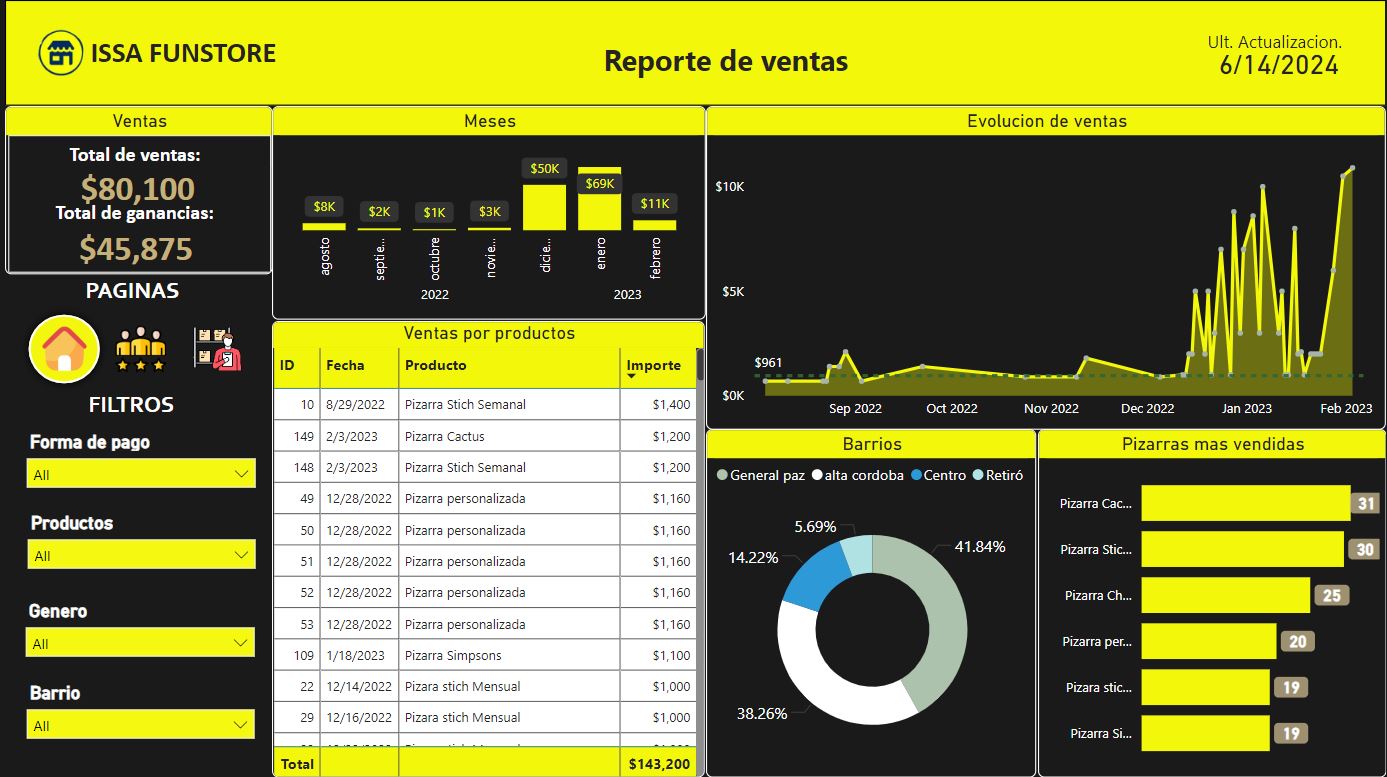 ISSA FUNSTORE
Reporte de ventas
Ult. Actualizacion.
6/14/2024
Ventas
Total de ventas:
$80,100
Total de ganancias:
$45,875
PAGINAS
FILTROS
Forma de pago
All
Productos
All
Genero
All
Barrio
All
Meses
$8K
$2K
$1K
$3K
$50K
$69K
$11K
agosto
septie...
octubre
novie...
dicie...
enero
febrero
2022
2023
Ventas por productos
ID Fecha Producto Importe
10 8/29/2022 Pizarra Stich Semanal $1,400
149 2/3/2023 Pizarra Cactus $1,200
148 2/3/2023 Pizarra Stich Semanal $1,200
49 12/28/2022 Pizarra personalizada $1,160
50 12/28/2022 Pizarra personalizada $1,160
51 12/28/2022 Pizarra personalizada $1,160
52 12/28/2022 Pizarra personalizada $1,160
53 12/28/2022 Pizarra personalizada $1,160
109 1/18/2023 Pizarra Simpsons $1,100
22 12/14/2022 Pizara stich Mensual $1,000
29 12/16/2022 Pizara stich Mensual $1,000
Total $143,200
Evolucion de ventas
$10K
$5K
$961
$0K
Sep 2022 Oct 2022 Nov 2022 Dec 2022 Jan 2023 Feb 2023
Barrios
General paz alta cordoba Centro Retiró
5.69%
41.84%
14.22%
38.26%
Pizarras mas vendidas
Pizarra Cac... 31
Pizarra Stic... 30
Pizarra Ch... 25
Pizarra per... 20
Pizara stic... 19
Pizarra Si... 19